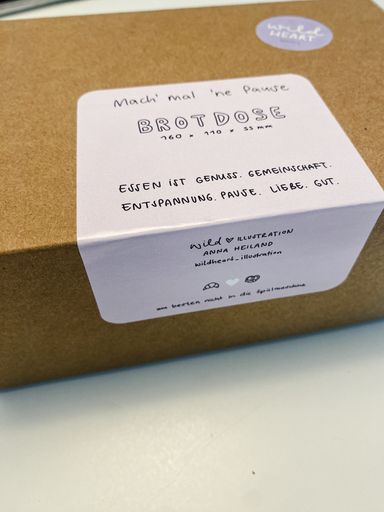 wild
HEART
Mach' mal 'ne Pause
BROTDOSE
160 × 110 × 55 mm
ESSEN IST GENUSS. GEMEINSCHAFT.
ENTSPANNUNG. PAUSE. LIEBE. GUT.
wild ♡ ILLUSTRATION
ANNA HEILAND
wildheart_illustration
am besten nicht in die Spülmaschine